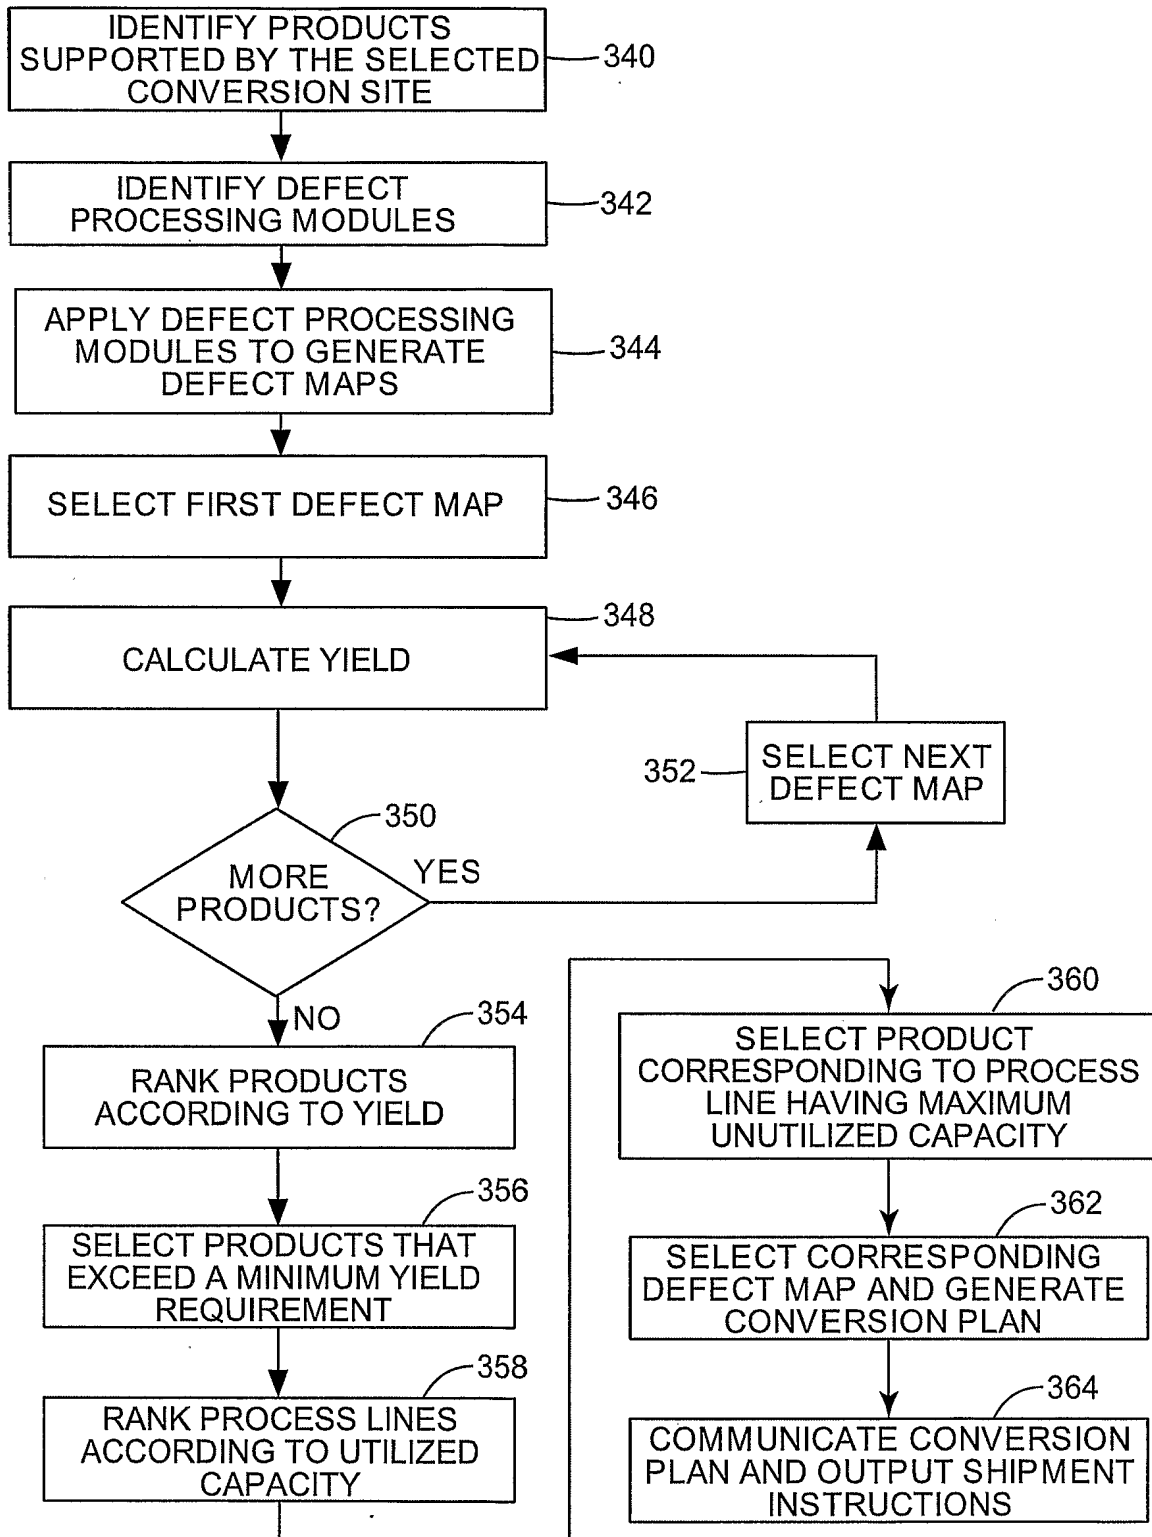 IDENTIFY PRODUCTS
SUPPORTED BY THE SELECTED
CONVERSION SITE
340
IDENTIFY DEFECT
PROCESSING MODULES
342
APPLY DEFECT PROCESSING
MODULES TO GENERATE
DEFECT MAPS
344
SELECT FIRST DEFECT MAP
346
CALCULATE YIELD
348
352
SELECT NEXT
DEFECT MAP
350
MORE
PRODUCTS?
YES
NO
354
RANK PRODUCTS
ACCORDING TO YIELD
356
SELECT PRODUCTS THAT
EXCEED A MINIMUM YIELD
REQUIREMENT
358
RANK PROCESS LINES
ACCORDING TO UTILIZED
CAPACITY
360
SELECT PRODUCT
CORRESPONDING TO PROCESS
LINE HAVING MAXIMUM
UNUTILIZED CAPACITY
362
SELECT CORRESPONDING
DEFECT MAP AND GENERATE
CONVERSION PLAN
364
COMMUNICATE CONVERSION
PLAN AND OUTPUT SHIPMENT
INSTRUCTIONS